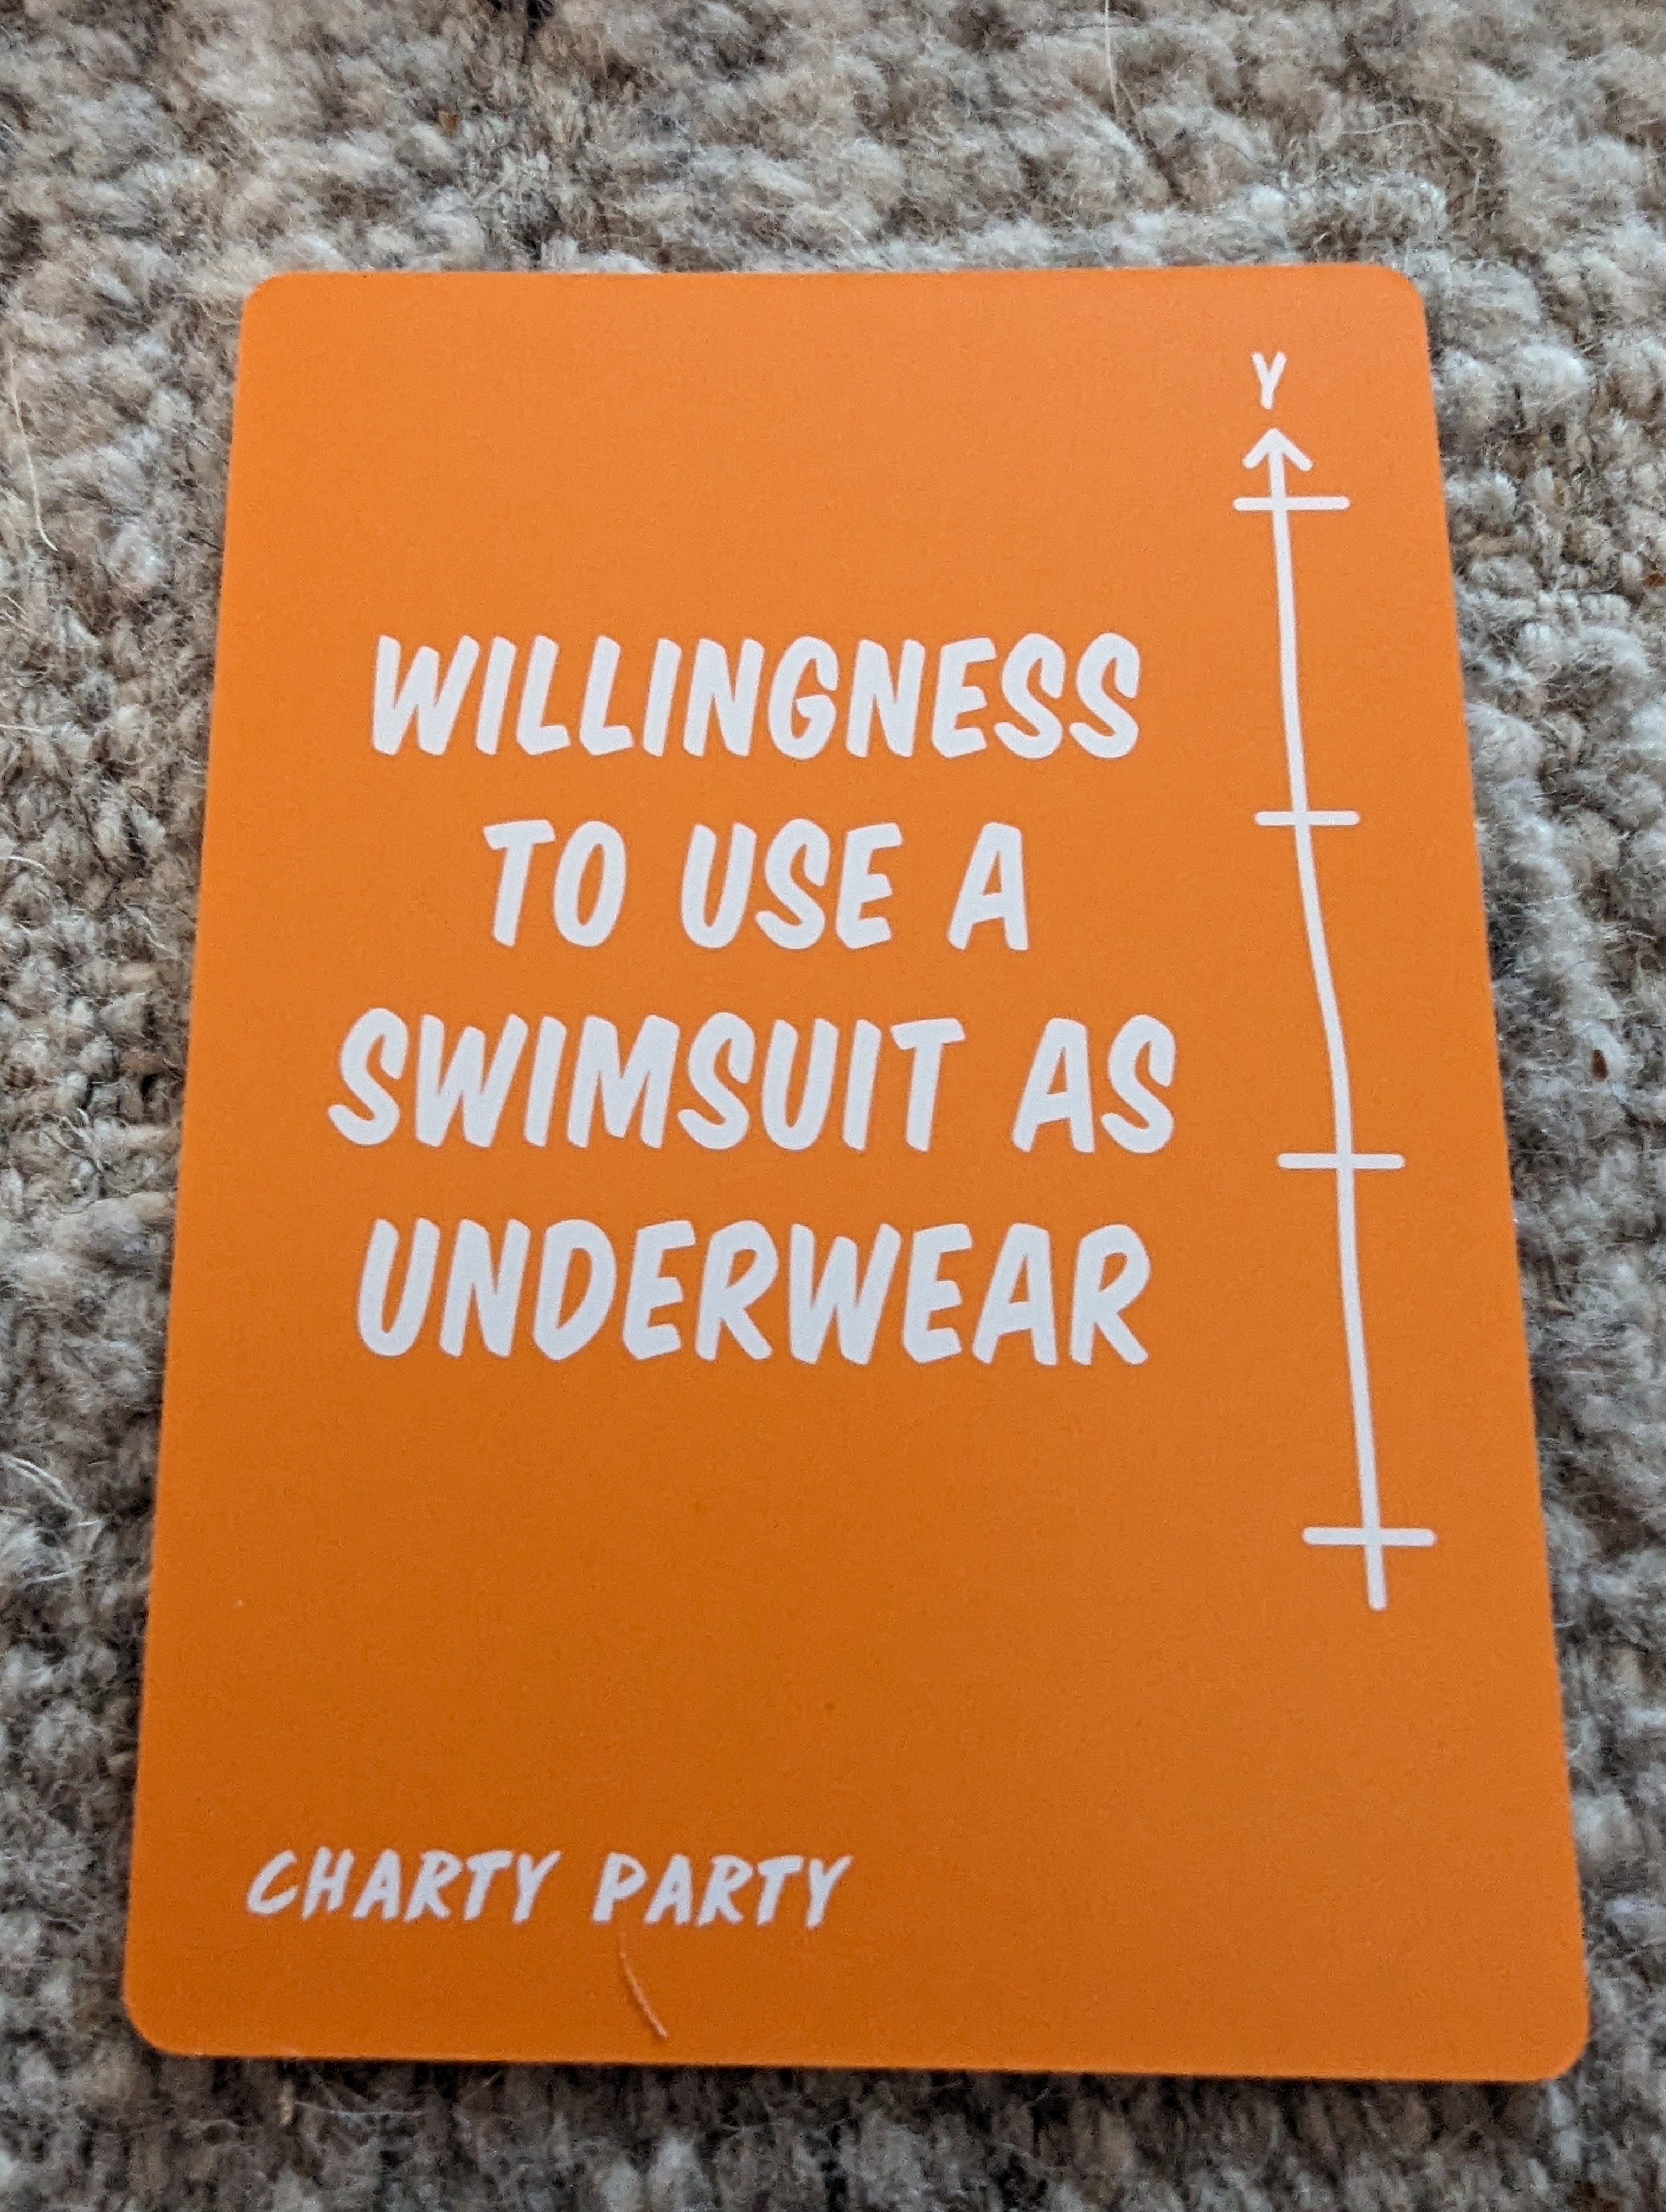 Y
WILLINGNESS
TO USE A
SWIMSUIT AS
UNDERWEAR
CHARTY PARTY